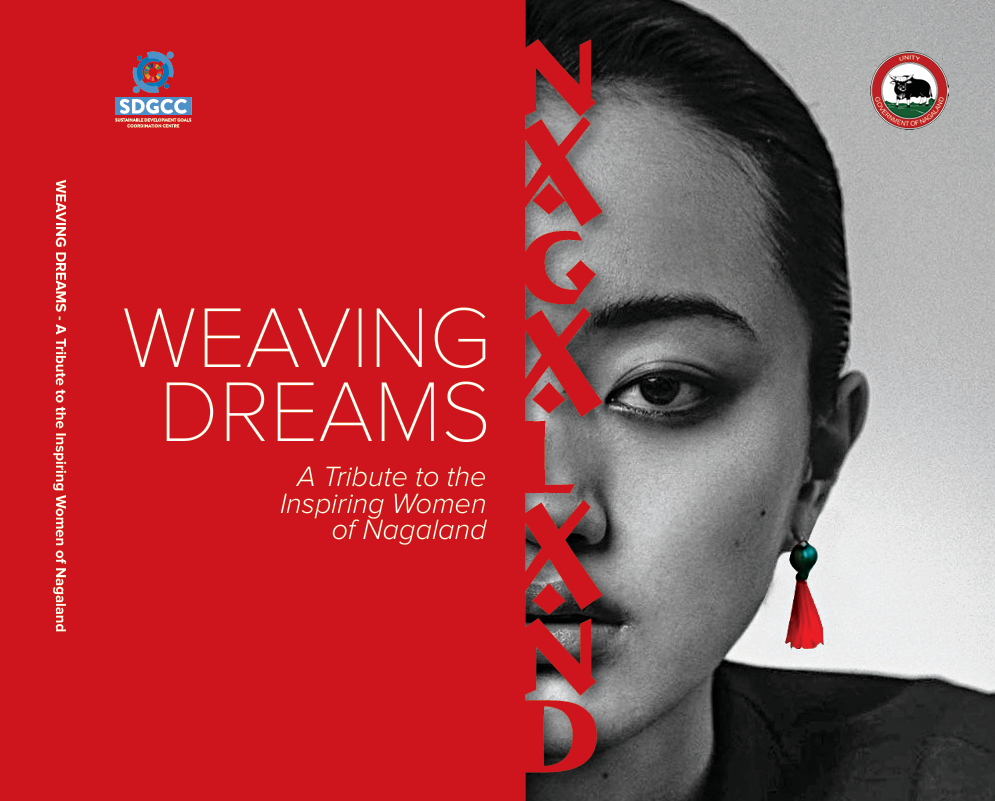 SDGCC
SUSTAINABLE DEVELOPMENT GOALS
COORDINATION CENTRE
WEAVING DREAMS - A Tribute to the Inspiring Women of Nagaland
WEAVING
DREAMS
A Tribute to the
Inspiring Women
of Nagaland
NAGALAND
UNITY
GOVERNMENT OF NAGALAND